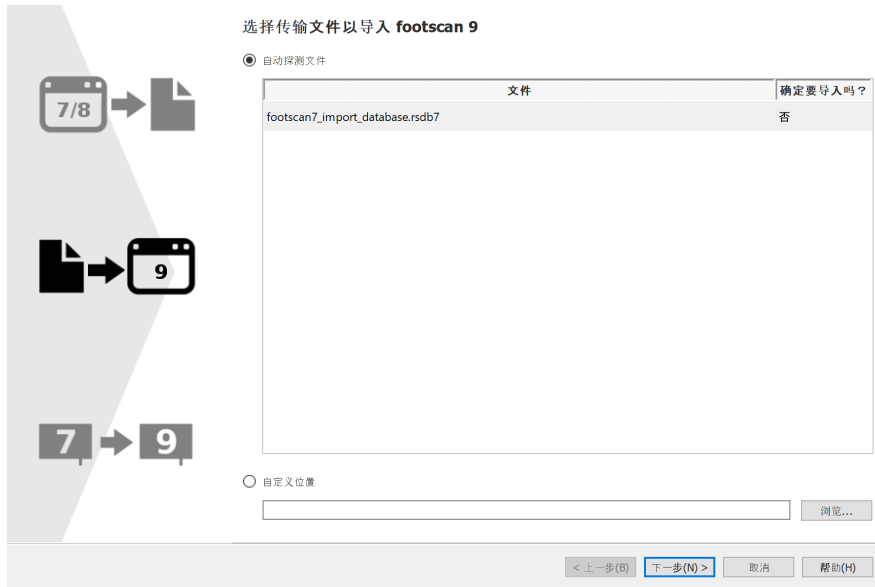 选择传输文件以导入 footscan 9
自动探测文件
文件 确定要导入吗？
7/8
footscan7_import_database.rsdb7 否
9
7 9
自定义位置
浏览...
< 上一步(B) 下一步(N) > 取消 帮助(H)